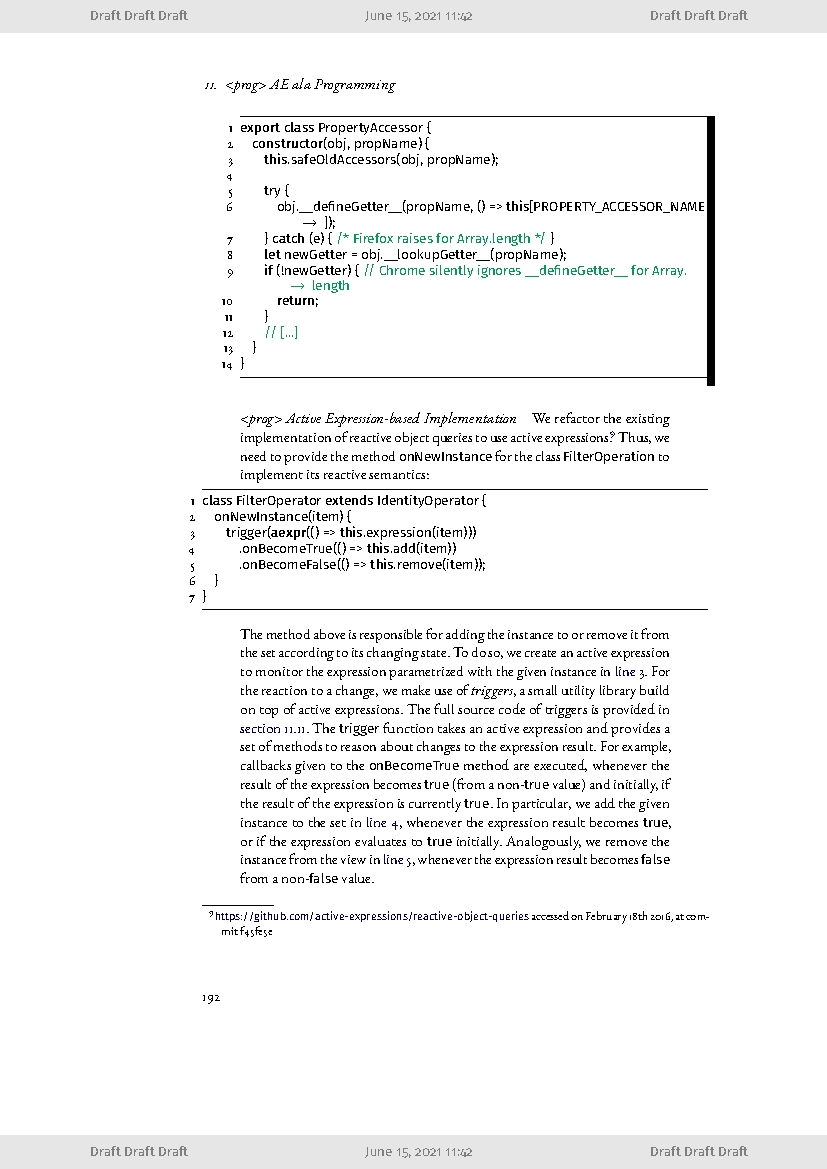 Draft Draft Draft June 15, 2021 11:42 Draft Draft Draft
11. <prog> AE ala Programming
1 export class PropertyAccessor {
2 constructor(obj, propName) {
3 this.safeOldAccessors(obj, propName);
4
5 try {
6 obj.__defineGetter__(propName, () => this[PROPERTY_ACCESSOR_NAME
→ ]);
7 } catch (e) { /* Firefox raises for Array.length */ }
8 let newGetter = obj.__lookupGetter__(propName);
9 if (!newGetter) { // Chrome silently ignores __defineGetter__ for Array.
→ length
10 return;
11 }
12 // [...]
13 }
14 }
<prog> Active Expression-based Implementation We refactor the existing
implementation of reactive object queries to use active expressions.⁹ Thus, we
need to provide the method onNewInstance for the class FilterOperation to
implement its reactive semantics:
1 class FilterOperator extends IdentityOperator {
2 onNewInstance(item) {
3 trigger(aexpr(() => this.expression(item)))
4 .onBecomeTrue(() => this.add(item))
5 .onBecomeFalse(() => this.remove(item));
6 }
7 }
The method above is responsible for adding the instance to or remove it from
the set according to its changing state. To do so, we create an active expression
to monitor the expression parametrized with the given instance in line 3. For
the reaction to a change, we make use of triggers, a small utility library build
on top of active expressions. The full source code of triggers is provided in
section 11.11. The trigger function takes an active expression and provides a
set of methods to reason about changes to the expression result. For example,
callbacks given to the onBecomeTrue method are executed, whenever the
result of the expression becomes true (from a non-true value) and initially, if
the result of the expression is currently true. In particular, we add the given
instance to the set in line 4, whenever the expression result becomes true,
or if the expression evaluates to true initially. Analogously, we remove the
instance from the view in line 5, whenever the expression result becomes false
from a non-false value.
⁹https://github.com/active-expressions/reactive-object-queries accessed on February 18th 2016, at com-
mit f45fe5e
192
Draft Draft Draft June 15, 2021 11:42 Draft Draft Draft